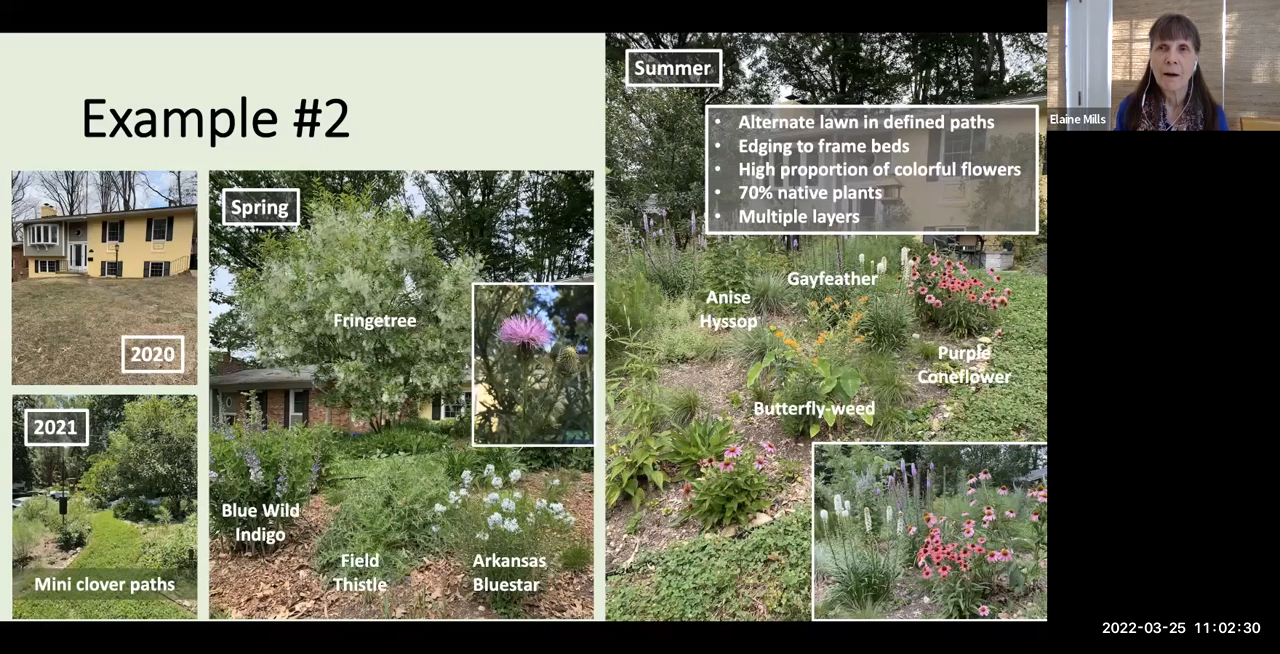 Example #2
2020
2021
Mini clover paths
Spring
Fringetree
Blue Wild
Indigo
Field
Thistle
Arkansas
Bluestar
Summer
• Alternate lawn in defined paths
• Edging to frame beds
• High proportion of colorful flowers
• 70% native plants
• Multiple layers
Gayfeather
Anise
Hyssop
Purple
Coneflower
Butterfly-weed
Elaine Mills
2022-03-25 11:02:30